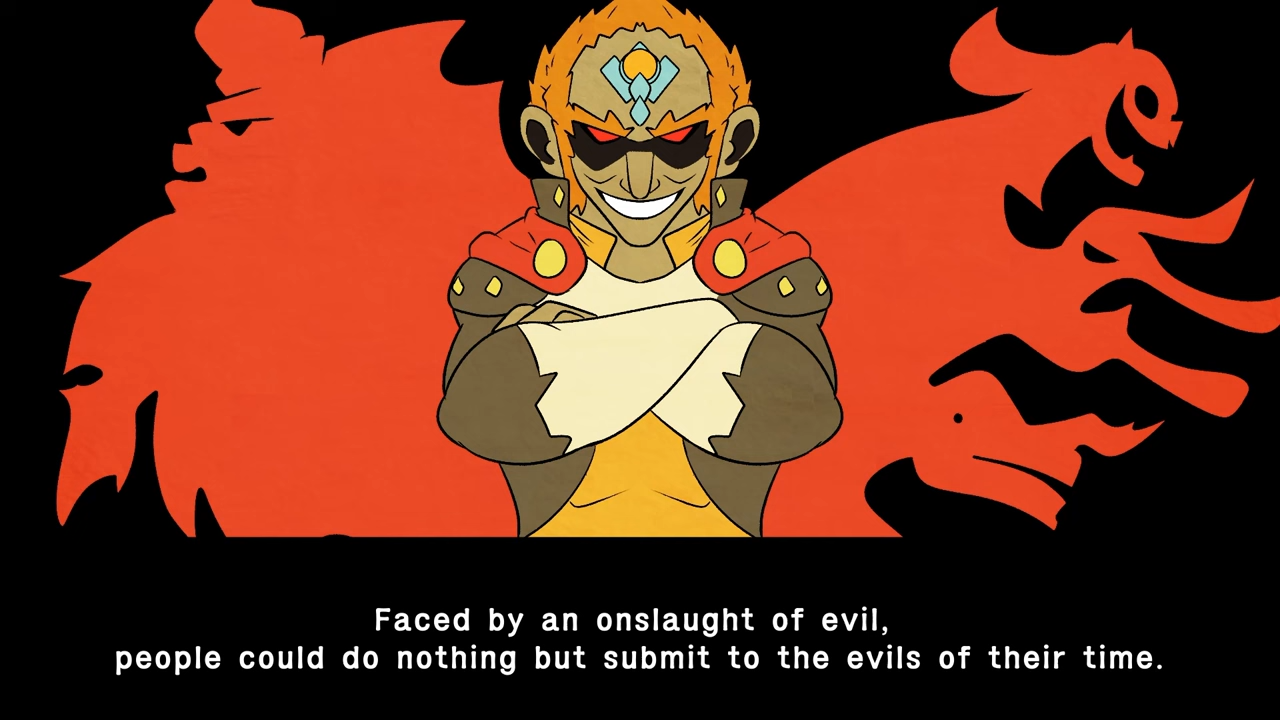 Faced by an onslaught of evil,
people could do nothing but submit to the evils of their time.